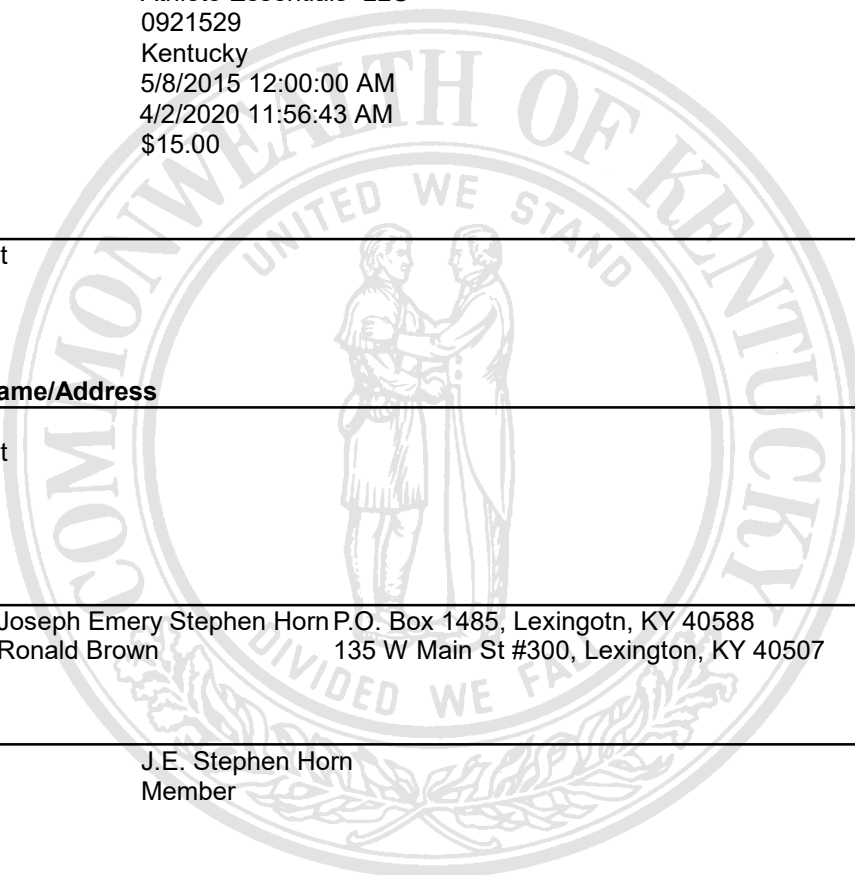 0921529
Kentucky
5/8/2015 12:00:00 AM
4/2/2020 11:56:43 AM
$15.00
COMMONWEALTH OF KENTUCKY
UNITED WE STAND
t
ame/Address
t
Joseph Emery Stephen Horn P.O. Box 1485, Lexingotn, KY 40588
Ronald Brown 135 W Main St #300, Lexington, KY 40507
DIVIDED WE FALL
J.E. Stephen Horn
Member